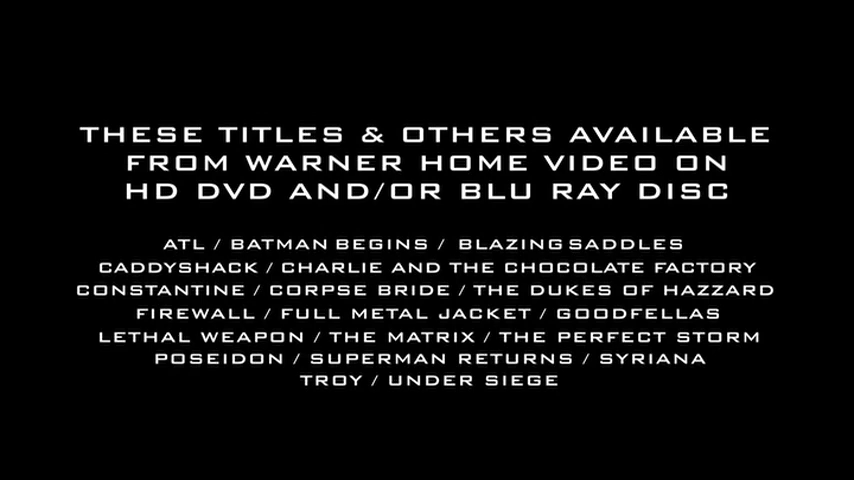 THESE TITLES & OTHERS AVAILABLE
FROM WARNER HOME VIDEO ON
HD DVD AND/OR BLU RAY DISC
ATL / BATMAN BEGINS / BLAZING SADDLES
CADDYSHACK / CHARLIE AND THE CHOCOLATE FACTORY
CONSTANTINE / CORPSE BRIDE / THE DUKES OF HAZZARD
FIREWALL / FULL METAL JACKET / GOODFELLAS
LETHAL WEAPON / THE MATRIX / THE PERFECT STORM
POSEIDON / SUPERMAN RETURNS / SYRIANA
TROY / UNDER SIEGE